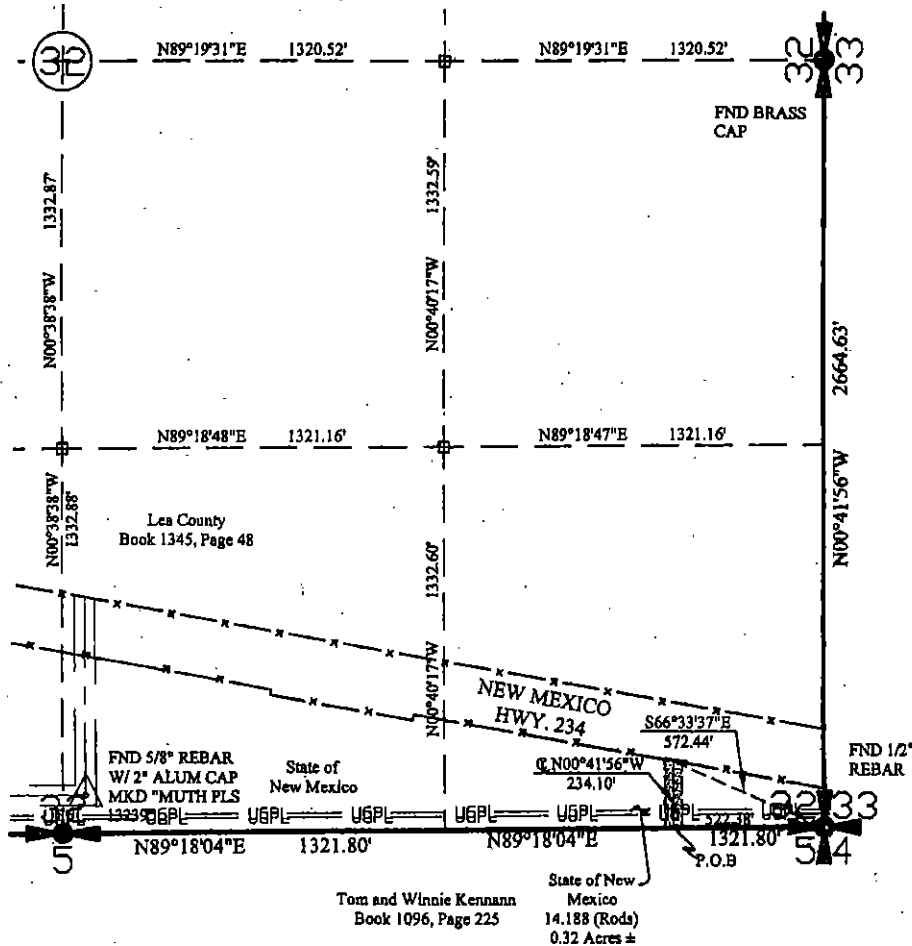 N89°19'31"E 1320.52' N89°19'31"E 1320.52'
32
32 33
FND BRASS
CAP
1332.87'
N00°38'38"W
1332.59'
N00°40'17"W
2664.63'
N00°41'56"W
N89°18'48"E 1321.16' N89°18'47"E 1321.16'
N00°38'38"W
1332.88'
Lea County
Book 1345, Page 48
1332.60'
N00°40'17"W
NEW MEXICO
HWY. 234
S66°33'37"E
572.44'
FND 1/2"
REBAR
FND 5/8" REBAR
W/ 2" ALUM CAP
MKD "MUTH PLS
13239"
State of
New Mexico
℄ N00°41'56"W
234.10'
UGPL UGPL UGPL UGPL UGPL UGPL UGPL
522.38'
33
5
N89°18'04"E 1321.80' N89°18'04"E 1321.80'
5 4
P.O.B
Tom and Winnie Kennann
Book 1096, Page 225
State of New
Mexico
14.188 (Rods)
0.32 Acres ±